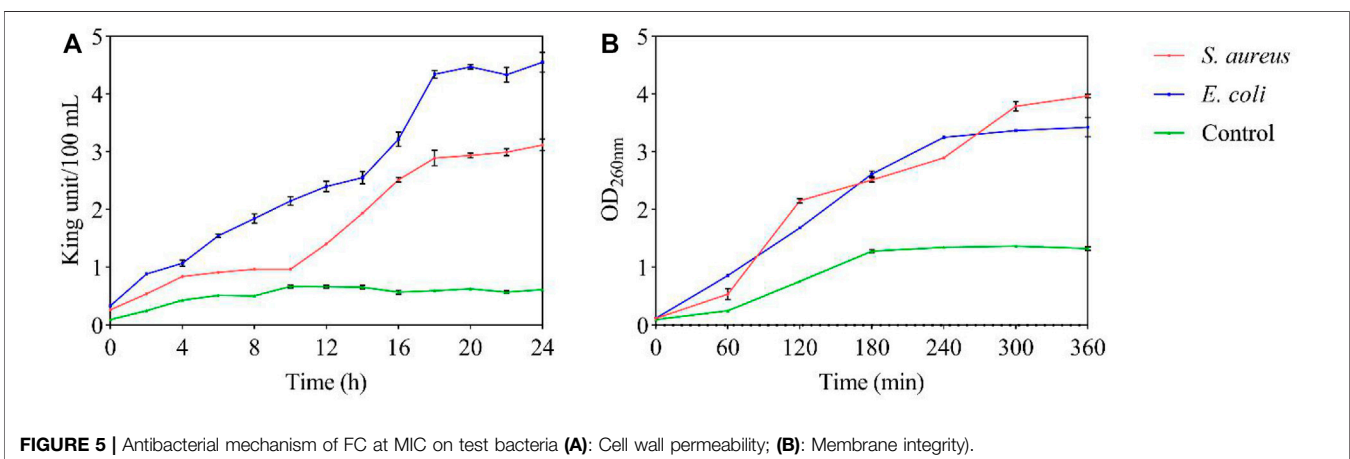 A
King unit/100 mL
5
4
3
2
1
0
0 4 8 12 16 20 24
Time (h)
B
OD260nm
5
4
3
2
1
0
0 60 120 180 240 300 360
Time (min)
S. aureus
E. coli
Control
FIGURE 5 | Antibacterial mechanism of FC at MIC on test bacteria (A): Cell wall permeability; (B): Membrane integrity).